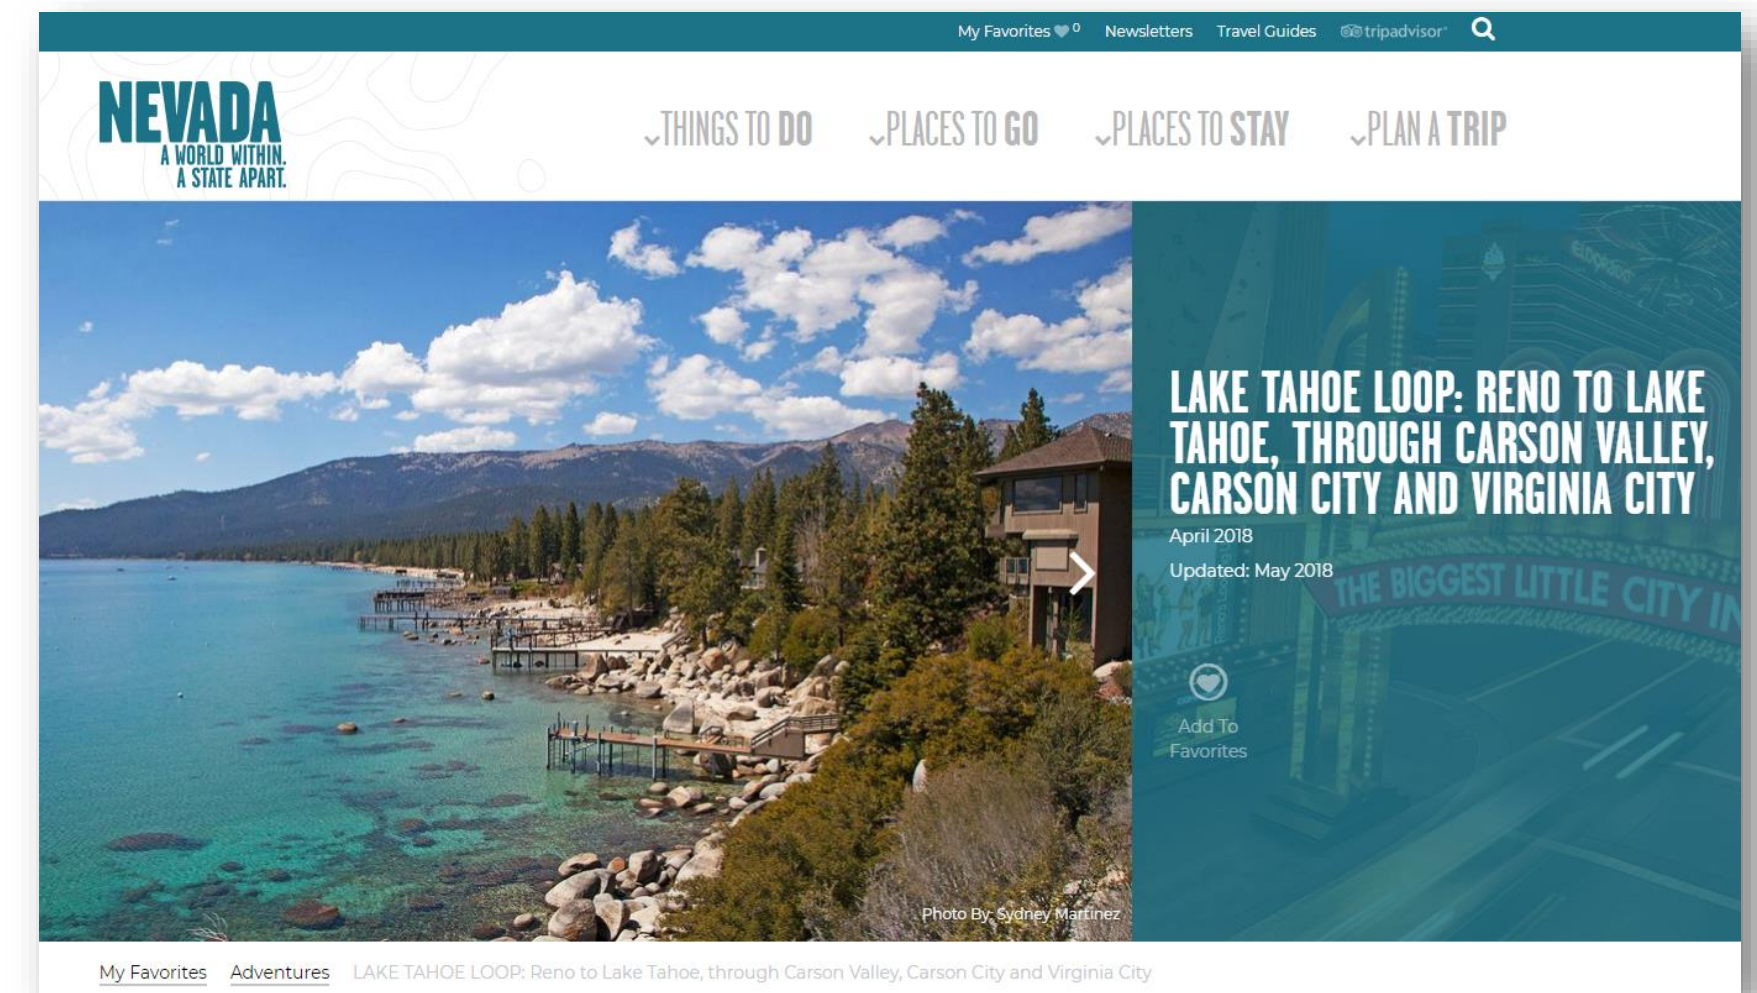 My Favorites 0 Newsletters Travel Guides tripadvisor
NEVADA
A WORLD WITHIN.
A STATE APART.
THINGS TO DO PLACES TO GO PLACES TO STAY PLAN A TRIP
ELDORADO
LAKE TAHOE LOOP: RENO TO LAKE
TAHOE, THROUGH CARSON VALLEY,
CARSON CITY AND VIRGINIA CITY
April 2018
Updated: May 2018
THE BIGGEST LITTLE CITY IN
Add To
Favorites
Photo By: Sydney Martinez
My Favorites Adventures LAKE TAHOE LOOP: Reno to Lake Tahoe, through Carson Valley, Carson City and Virginia City